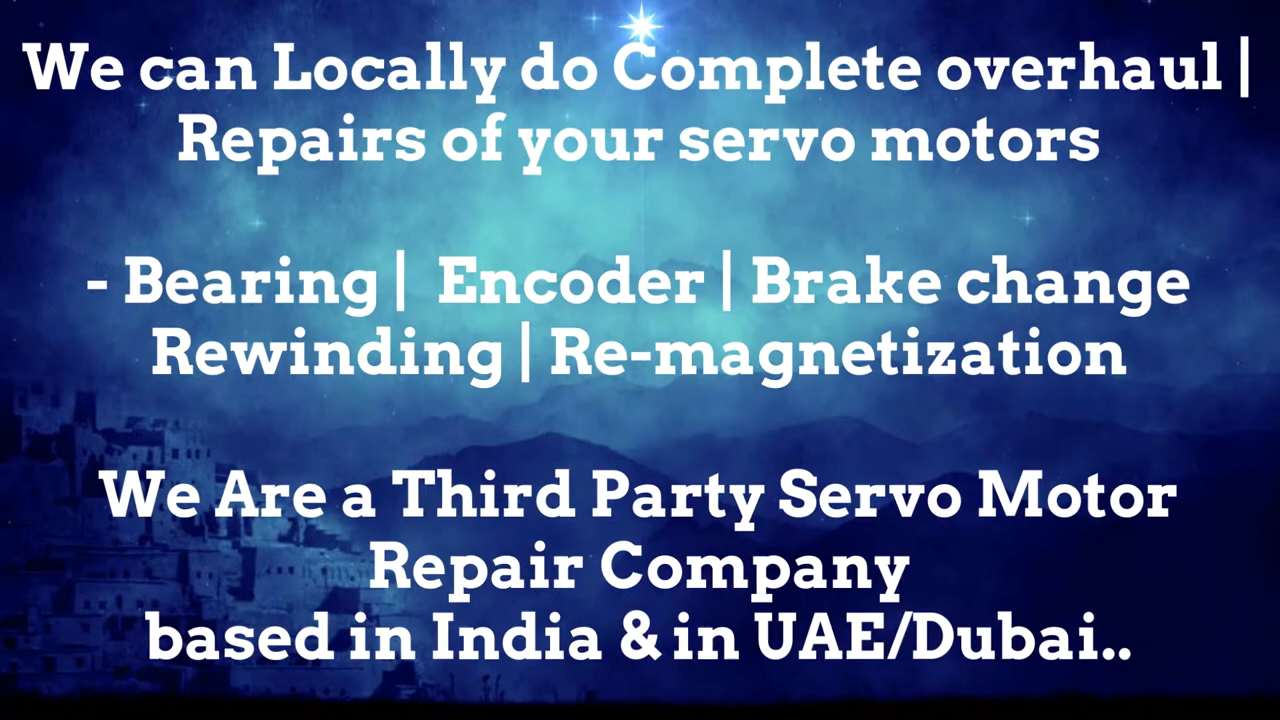 We can Locally do Complete overhaul |
Repairs of your servo motors
- Bearing | Encoder | Brake change
Rewinding | Re-magnetization
We Are a Third Party Servo Motor
Repair Company
based in India & in UAE/Dubai..